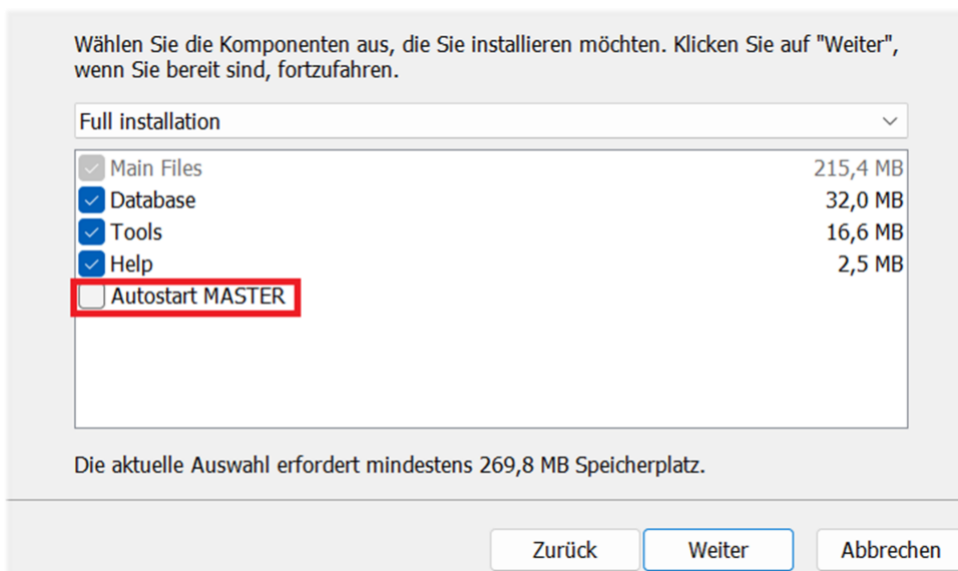 Wählen Sie die Komponenten aus, die Sie installieren möchten. Klicken Sie auf "Weiter",
wenn Sie bereit sind, fortzufahren.
Full installation
Main Files 215,4 MB
Database 32,0 MB
Tools 16,6 MB
Help 2,5 MB
Autostart MASTER
Die aktuelle Auswahl erfordert mindestens 269,8 MB Speicherplatz.
Zurück Weiter Abbrechen